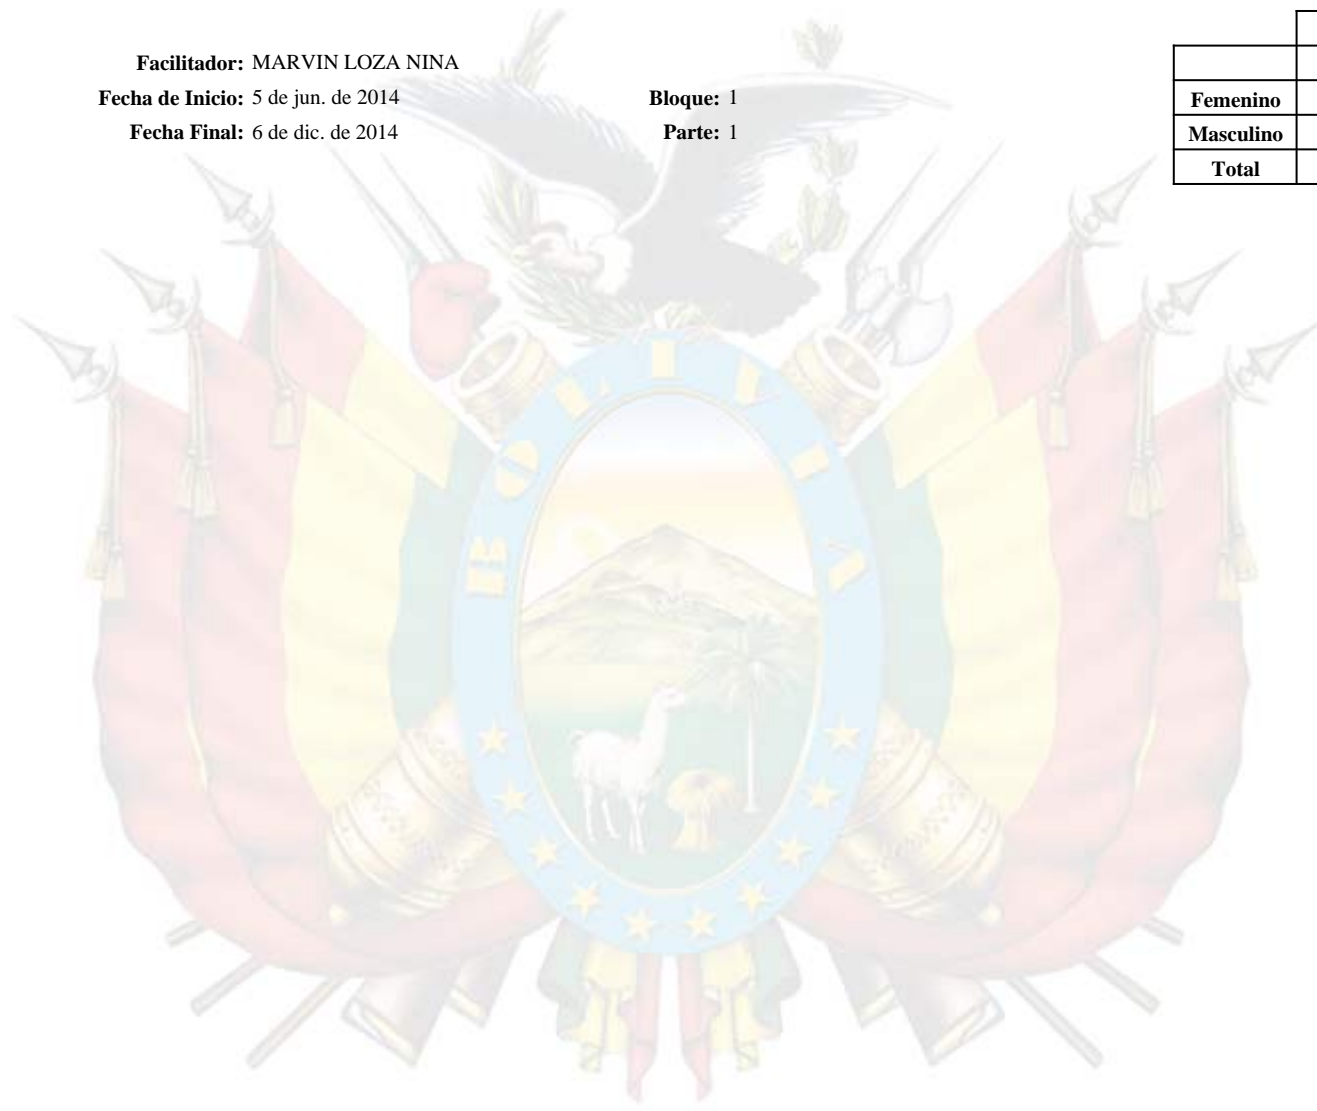 Facilitador: MARVIN LOZA NINA
Fecha de Inicio: 5 de jun. de 2014
Bloque: 1
Fecha Final: 6 de dic. de 2014
Parte: 1
Femenino
Masculino
Total
BOLIVIA